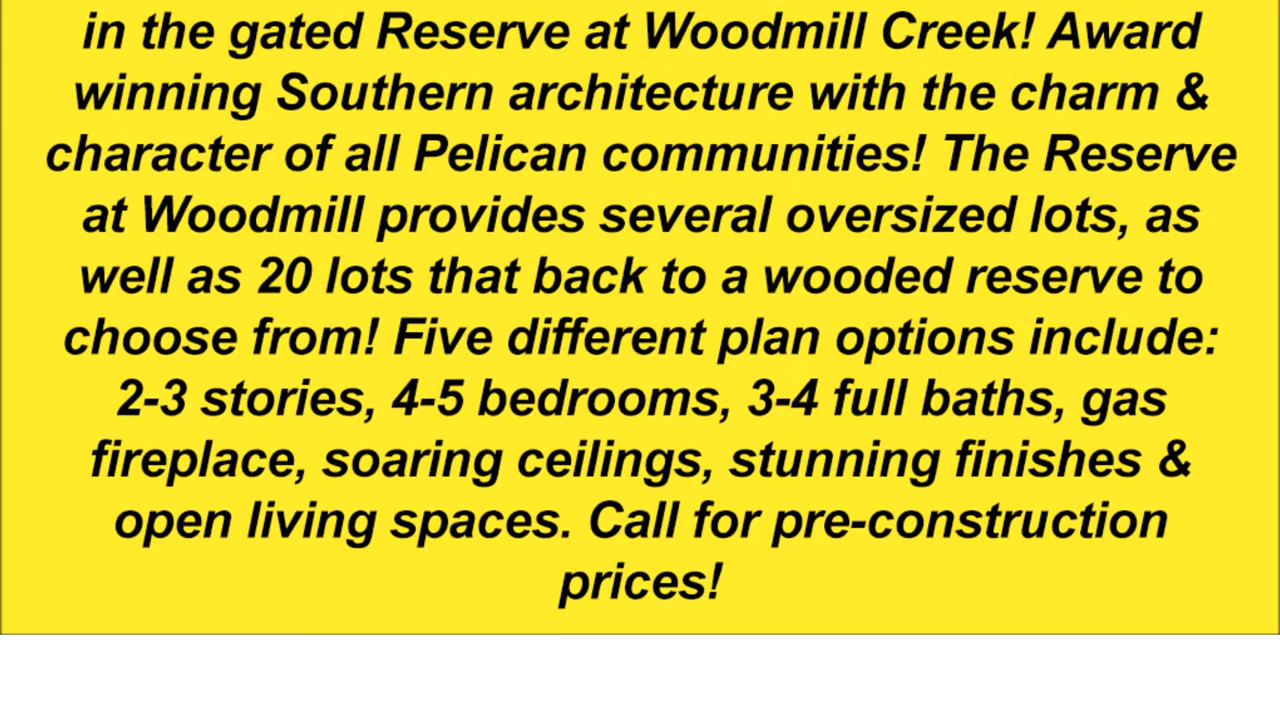 in the gated Reserve at Woodmill Creek! Award
winning Southern architecture with the charm &
character of all Pelican communities! The Reserve
at Woodmill provides several oversized lots, as
well as 20 lots that back to a wooded reserve to
choose from! Five different plan options include:
2-3 stories, 4-5 bedrooms, 3-4 full baths, gas
fireplace, soaring ceilings, stunning finishes &
open living spaces. Call for pre-construction
prices!